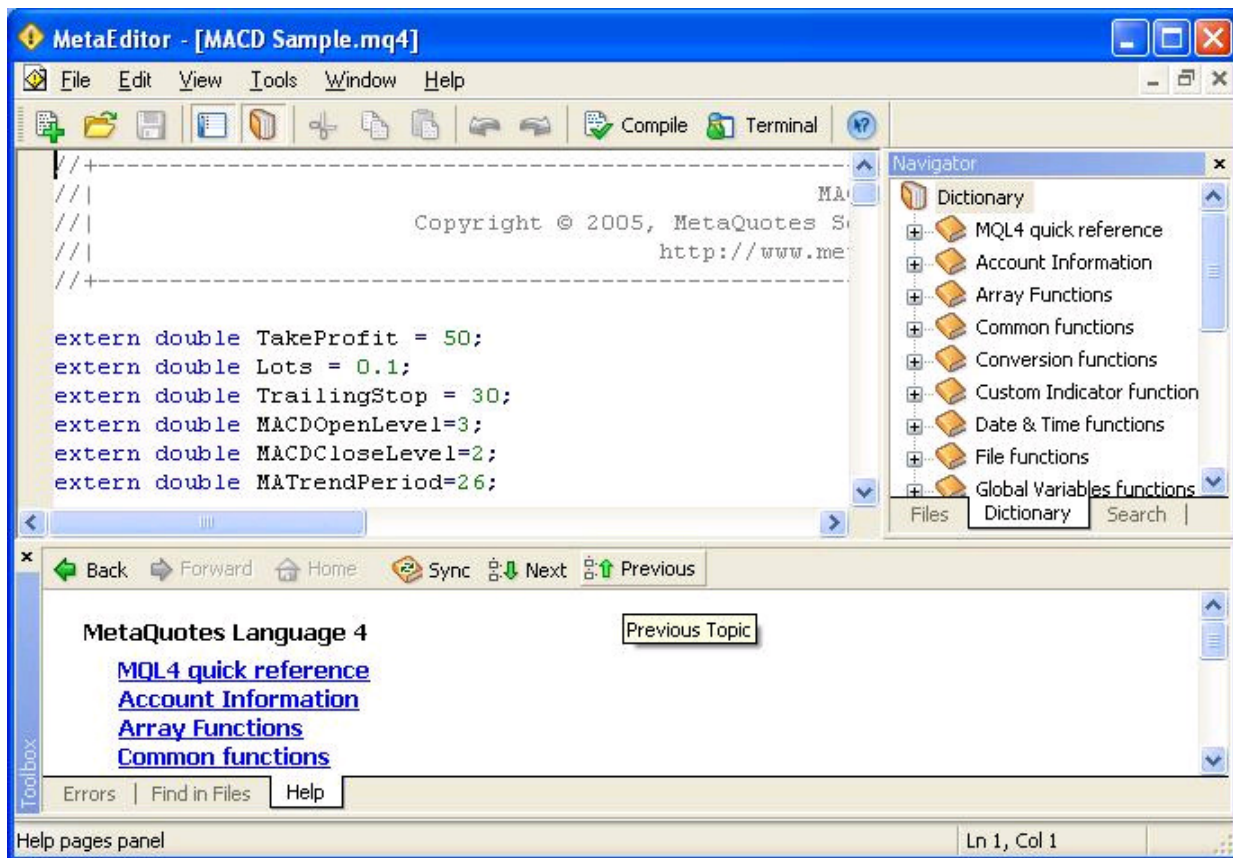 MetaEditor - [MACD Sample.mq4]
File Edit View Tools Window Help
Compile Terminal
//+-----------------------------------------------------
//| MA
//| Copyright © 2005, MetaQuotes S
//| http://www.me
//+-----------------------------------------------------
extern double TakeProfit = 50;
extern double Lots = 0.1;
extern double TrailingStop = 30;
extern double MACDOpenLevel=3;
extern double MACDCloseLevel=2;
extern double MATrendPeriod=26;
Navigator
Dictionary
MQL4 quick reference
Account Information
Array Functions
Common functions
Conversion functions
Custom Indicator function
Date & Time functions
File functions
Global Variables functions
Files Dictionary Search
Back Forward Home Sync Next Previous
Previous Topic
MetaQuotes Language 4
MQL4 quick reference
Account Information
Array Functions
Common functions
Toolbox
Errors Find in Files Help
Help pages panel Ln 1, Col 1